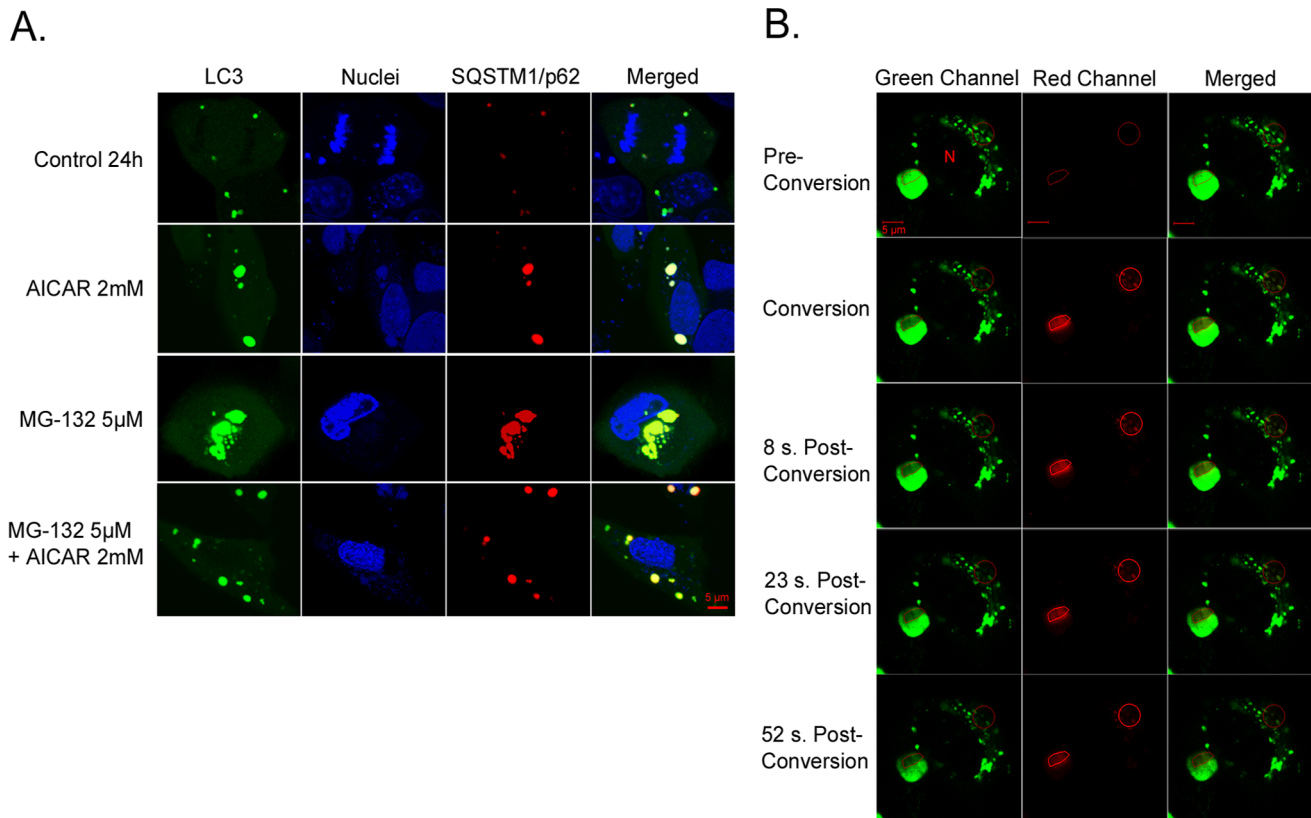 A.
LC3 Nuclei SQSTM1/p62 Merged
Control 24h
AICAR 2mM
MG-132 5µM
MG-132 5µM
+ AICAR 2mM
5 µm
B.
Green Channel Red Channel Merged
Pre-
Conversion
N
5 µm
Conversion
8 s. Post-
Conversion
23 s. Post-
Conversion
52 s. Post-
Conversion